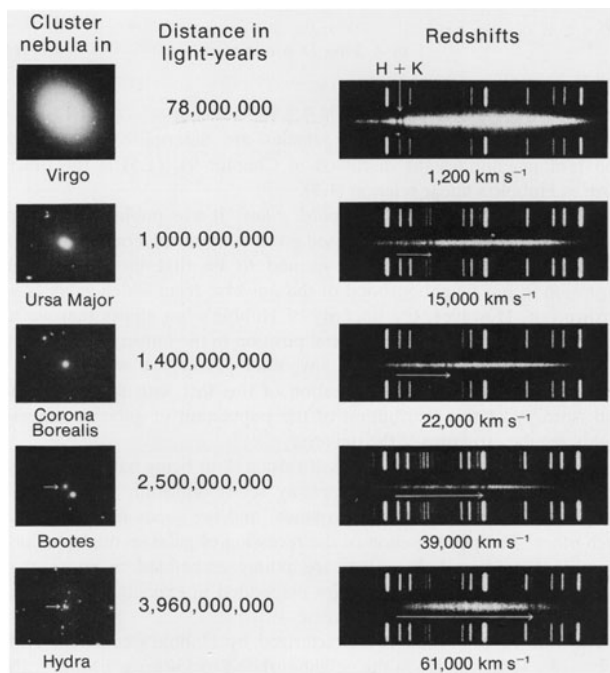 Cluster
nebula in
Distance in
light-years
Redshifts
H + K
78,000,000
Virgo
1,200 km s⁻¹
1,000,000,000
Ursa Major
15,000 km s⁻¹
1,400,000,000
Corona
Borealis
22,000 km s⁻¹
2,500,000,000
Bootes
39,000 km s⁻¹
3,960,000,000
Hydra
61,000 km s⁻¹